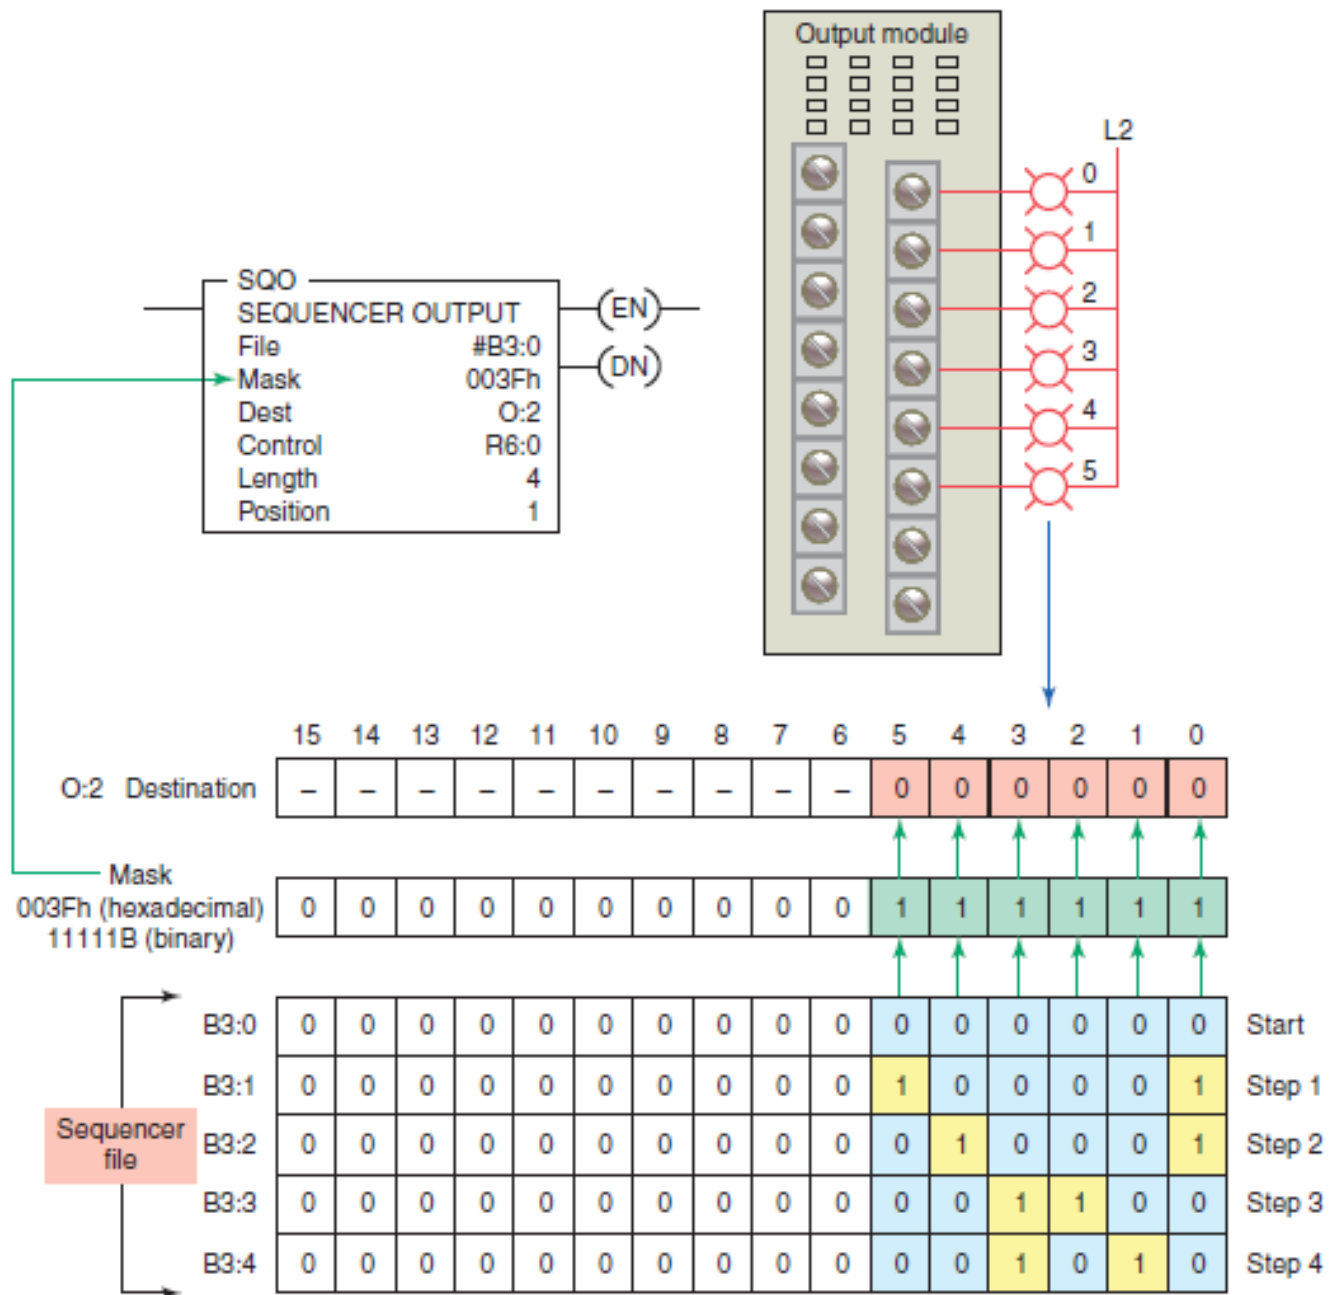 Output module
L2
0
1
2
3
4
5
SQO
SEQUENCER OUTPUT
File #B3:0
Mask 003Fh
Dest O:2
Control R6:0
Length 4
Position 1
(EN)
(DN)
15 14 13 12 11 10 9 8 7 6 5 4 3 2 1 0
O:2 Destination – – – – – – – – – – 0 0 0 0 0 0
Mask
003Fh (hexadecimal)
11111B (binary)
0 0 0 0 0 0 0 0 0 0 1 1 1 1 1 1
Sequencer
file
B3:0 0 0 0 0 0 0 0 0 0 0 0 0 0 0 0 0 Start
B3:1 0 0 0 0 0 0 0 0 0 0 1 0 0 0 0 1 Step 1
B3:2 0 0 0 0 0 0 0 0 0 0 0 1 0 0 0 1 Step 2
B3:3 0 0 0 0 0 0 0 0 0 0 0 0 1 1 0 0 Step 3
B3:4 0 0 0 0 0 0 0 0 0 0 0 0 1 0 1 0 Step 4